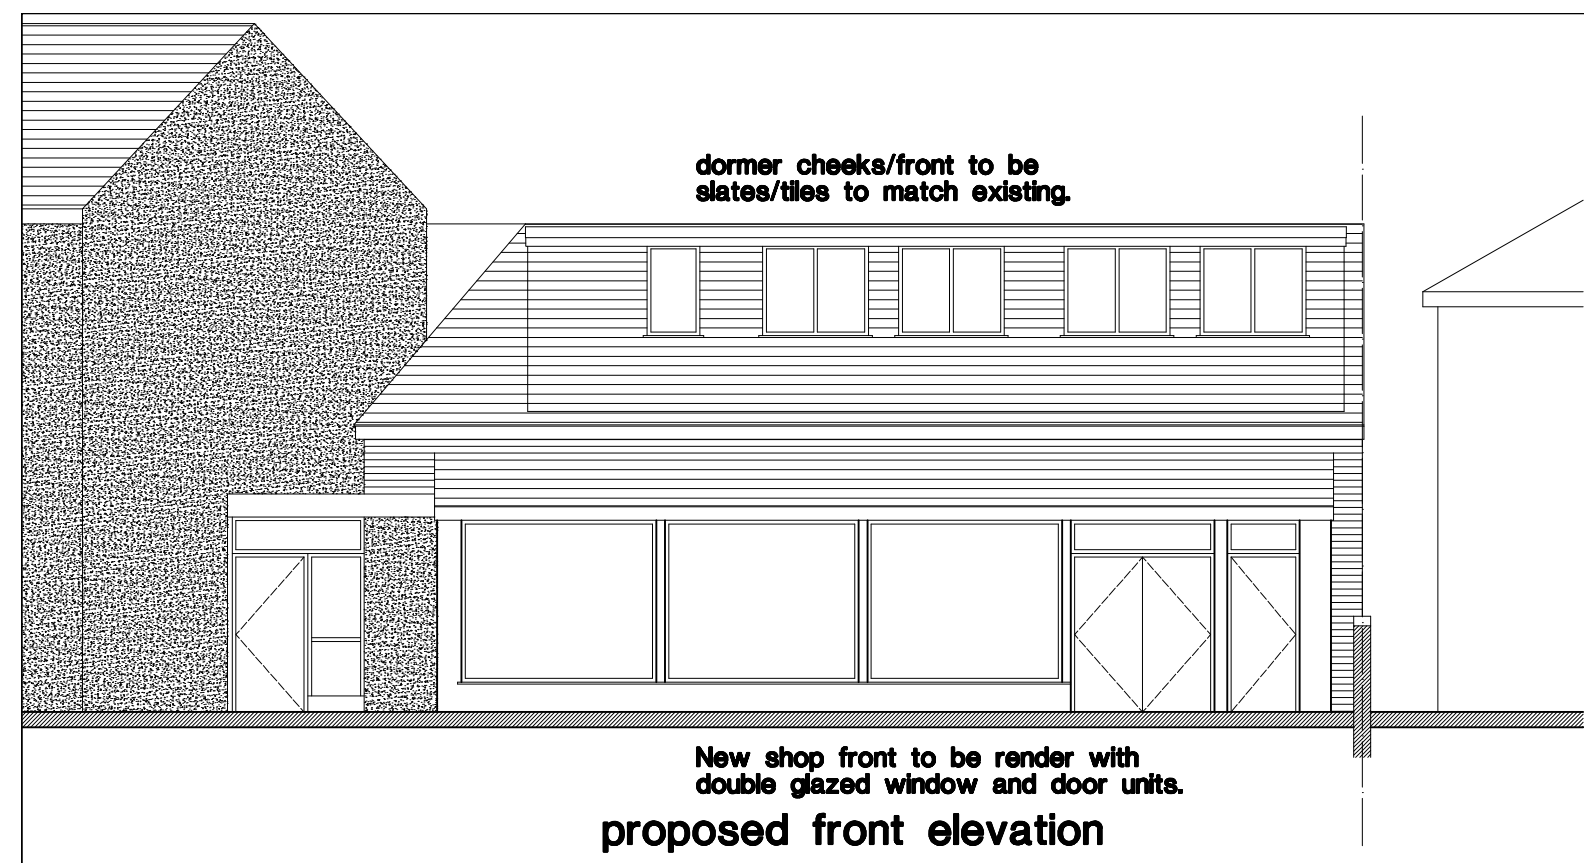 dormer cheeks/front to be
slates/tiles to match existing.
New shop front to be render with
double glazed window and door units.
proposed front elevation